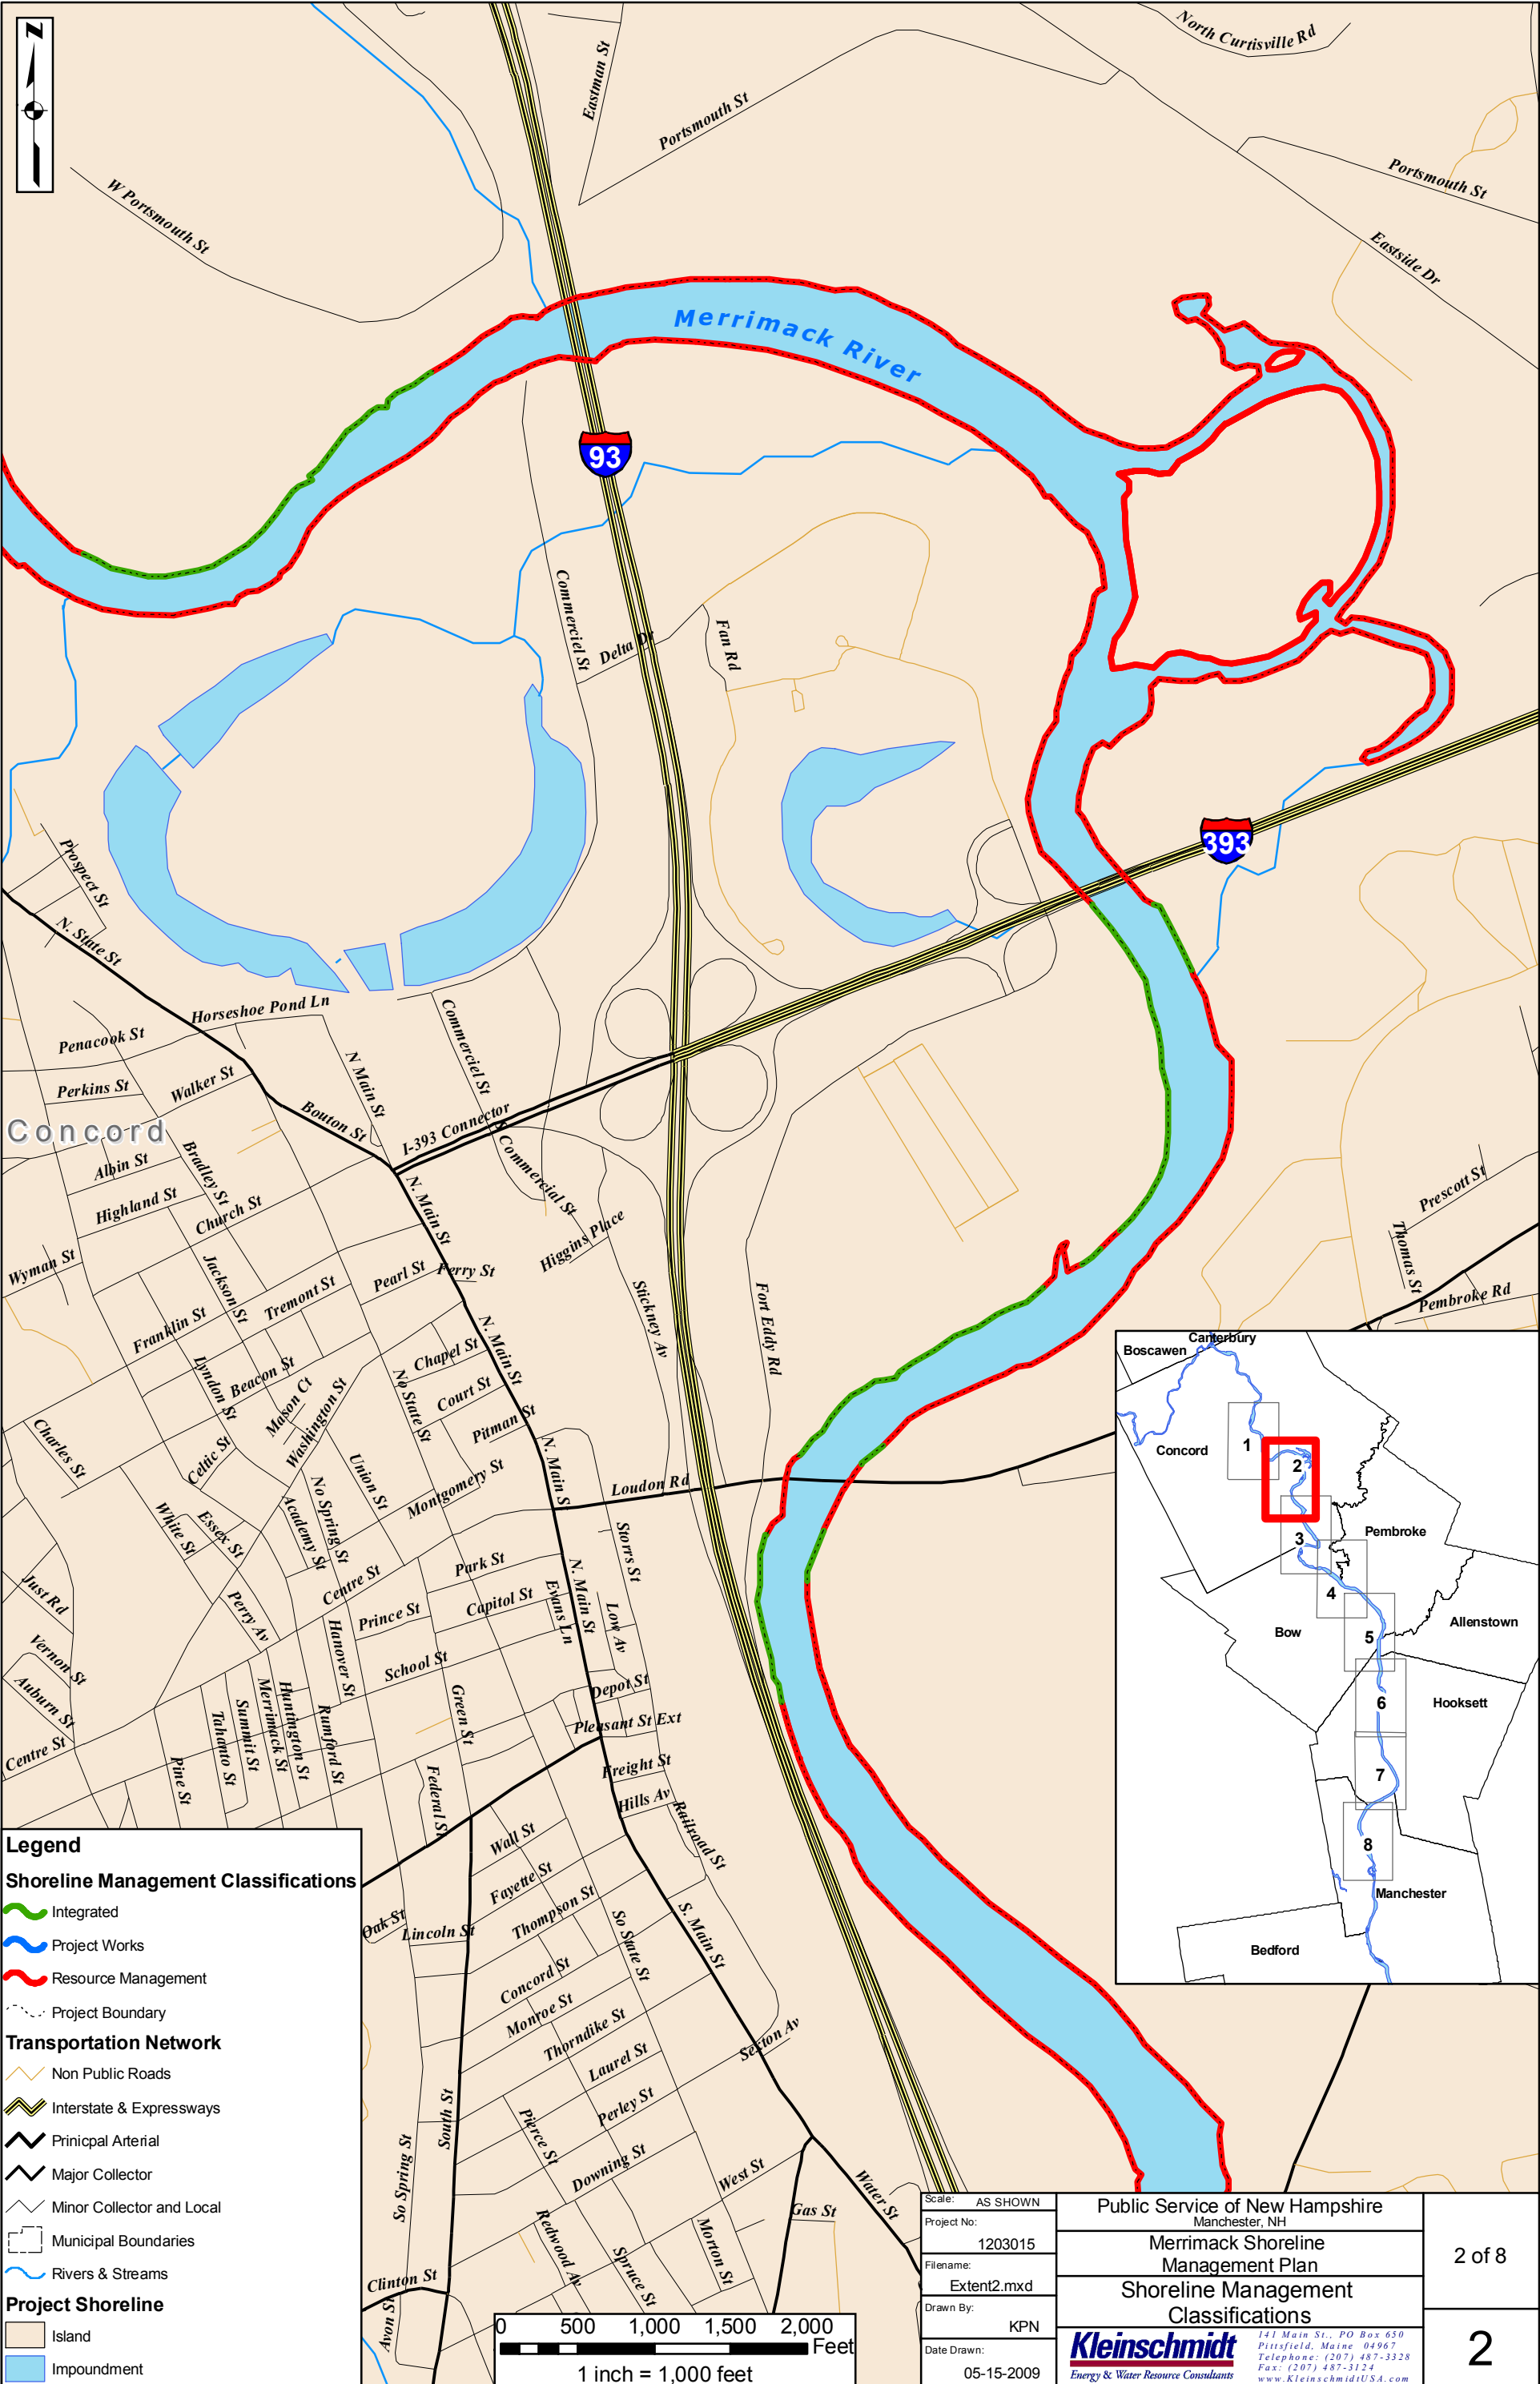 N
North Curtisville Rd
Eastman St
Portsmouth St
Portsmouth St
W Portsmouth St
Eastside Dr
Merrimack River
93
Commerciel St
Delta Dr
Fan Rd
393
Prospect St
N. State St
Horseshoe Pond Ln
Penacook St
Commerciel St
N Main St
Perkins St
Walker St
Bouton St
I-393 Connector
Concord
N Commercial St
Albin St
Bradley St
Highland St
Church St
N. Main St
Higgins Place
Prescott St
Thomas St
Pembroke Rd
Wyman St
Jackson St
Tremont St
Pearl St
Ferry St
Stickney Av
Fort Eddy Rd
Franklin St
N. Main St
Chapel St
Lyndon St
Beacon St
Mason Ct
Washington St
No State St
Court St
Pitman St
Charles St
Celtic St
Union St
Montgomery St
N. Main St
Loudon Rd
White St
Essex St
Academy St
No Spring St
Storrs St
Centre St
Park St
Just Rd
Perry Av
Prince St
Capitol St
Evans Ln
N. Main St
Low Av
Hanover St
School St
Vernon St
Auburn St
Depot St
Green St
Pleasant St Ext
Centre St
Pine St
Tahanto St
Summit St
Merrimack St
Huntington St
Rumford St
Federal St
Freight St
Hills Av
Railroad St
Wall St
Fayette St
Thompson St
Oak St
Lincoln St
So State St
S. Main St
Concord St
Monroe St
Thorndike St
Laurel St
Sexton Av
Perley St
Pierce St
South St
So Spring St
Downing St
West St
Water St
Gas St
Redwood Av
Spruce St
Morton St
Clinton St
Avon St
Canterbury
Boscawen
Concord
1
2
3
Pembroke
4
Bow
5
Allenstown
6
Hooksett
7
8
Manchester
Bedford
Legend
Shoreline Management Classifications
Integrated
Project Works
Resource Management
Project Boundary
Transportation Network
Non Public Roads
Interstate & Expressways
Prinicpal Arterial
Major Collector
Minor Collector and Local
Municipal Boundaries
Rivers & Streams
Project Shoreline
Island
Impoundment
0 500 1,000 1,500 2,000
Feet
1 inch = 1,000 feet
Scale: AS SHOWN
Project No:
1203015
Filename:
Extent2.mxd
Drawn By:
KPN
Date Drawn:
05-15-2009
Public Service of New Hampshire
Manchester, NH
Merrimack Shoreline
Management Plan
Shoreline Management
Classifications
Kleinschmidt
Energy & Water Resource Consultants
141 Main St., PO Box 650
Pittsfield, Maine 04967
Telephone: (207) 487-3328
Fax: (207) 487-3124
www.KleinschmidtUSA.com
2 of 8
2